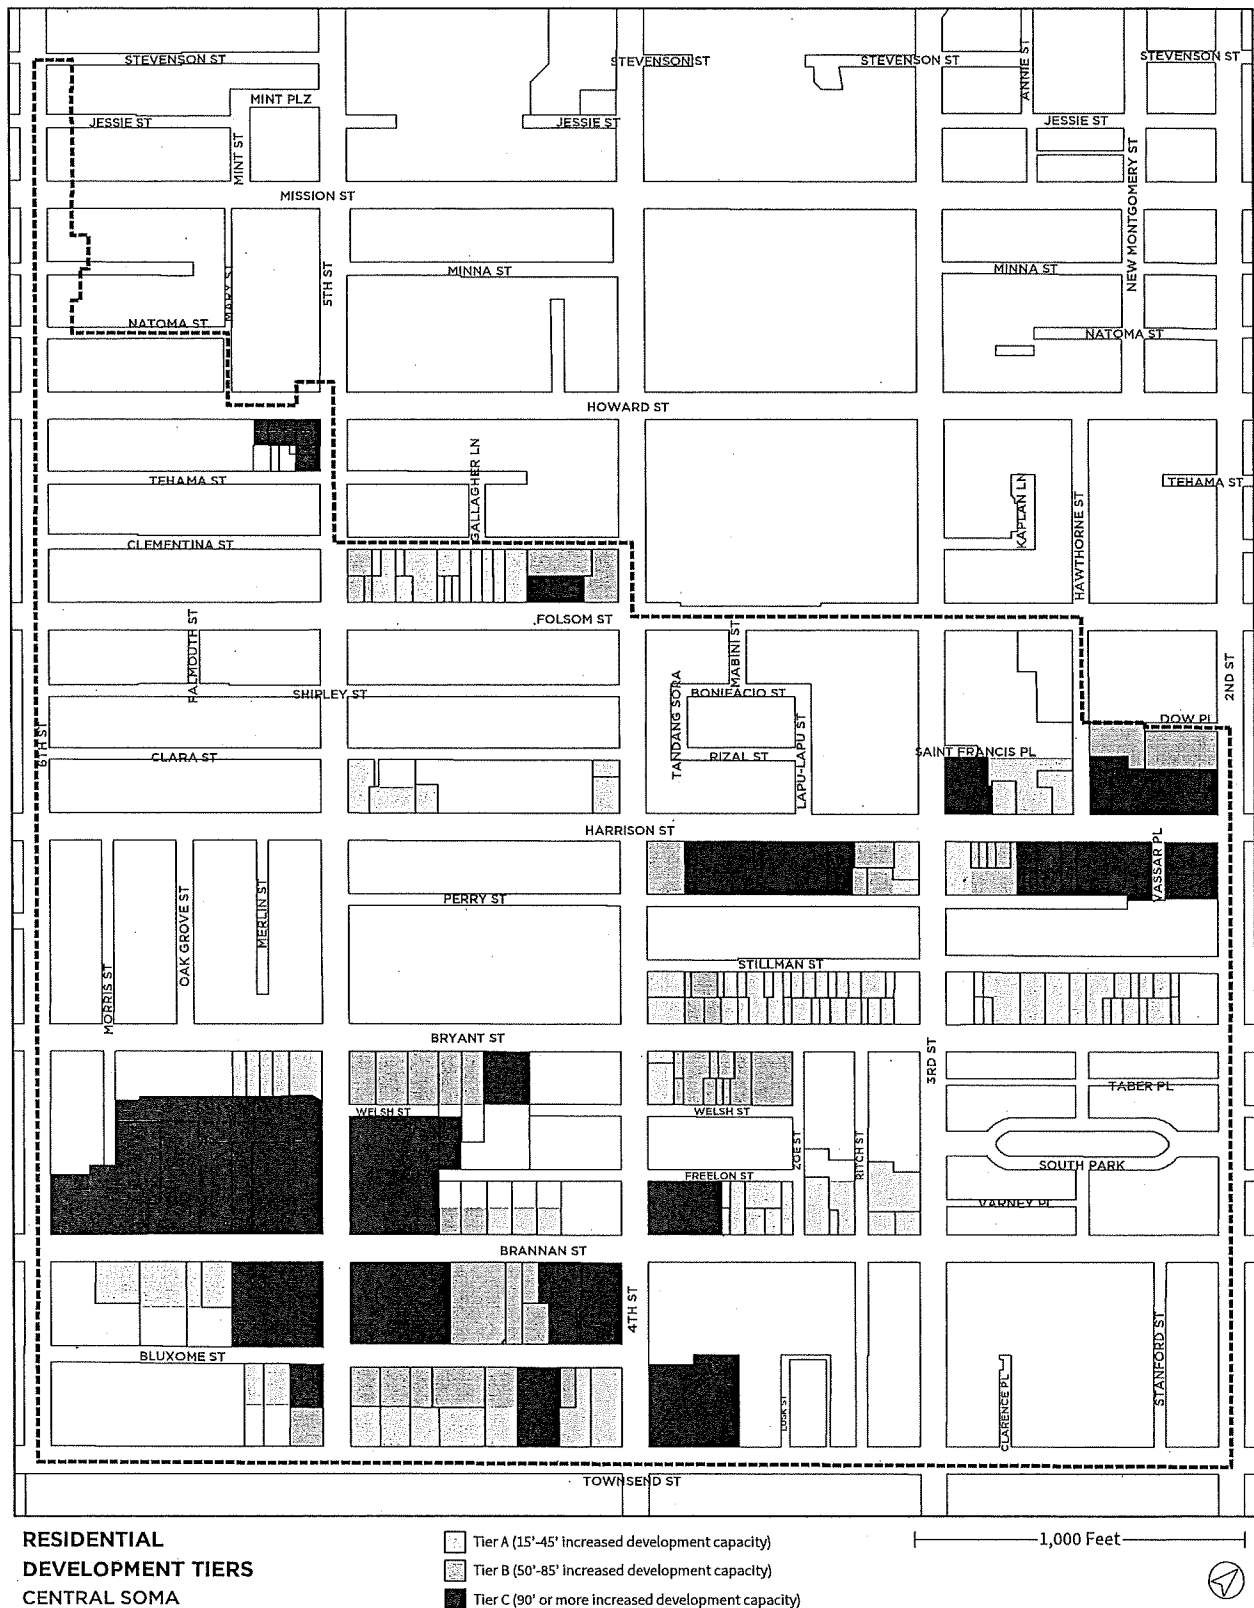 STEVENSON ST
STEVENSON ST
STEVENSON ST
STEVENSON ST
ANNIE ST
MINT PLZ
JESSIE ST
JESSIE ST
JESSIE ST
MINT ST
NEW MONTGOMERY ST
MISSION ST
MINNA ST
MINNA ST
MARY ST
5TH ST
NATOMA ST
NATOMA ST
HOWARD ST
TEHAMA ST
GALLAGHER LN
KAPLAN LN
HAWTHORNE ST
TEHAMA ST
CLEMENTINA ST
FOLSOM ST
FALMOUTH ST
MABINI ST
2ND ST
SHIPLEY ST
TANDANG SORA
BONIFACIO ST
LAPU-LAPU ST
DOW PL
6TH ST
CLARA ST
RIZAL ST
SAINT FRANCIS PL
HARRISON ST
VASSAR PL
OAK GROVE ST
MERLIN ST
PERRY ST
MORRIS ST
STILLMAN ST
BRYANT ST
3RD ST
TABER PL
WELSH ST
WELSH ST
ZOE ST
RITCH ST
SOUTH PARK
FREELON ST
VARNEY PL
BRANNAN ST
4TH ST
BLUXOME ST
STANFORD ST
LUSK ST
CLARENCE PL
TOWNSEND ST
RESIDENTIAL
DEVELOPMENT TIERS
CENTRAL SOMA
Tier A (15'-45' increased development capacity)
Tier B (50'-85' increased development capacity)
Tier C (90' or more increased development capacity)
1,000 Feet